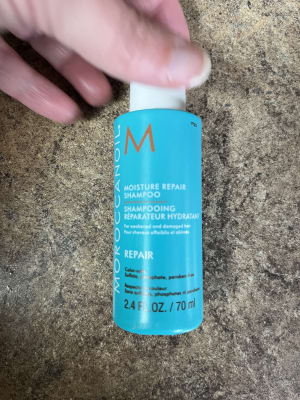 MOROCCANOIL
M
MOISTURE REPAIR
SHAMPOO
SHAMPOOING
RÉPARATEUR HYDRATANT
For weakened and damaged hair
Pour cheveux affaiblis et abîmés
REPAIR
2.4 FL.OZ. / 70 ml